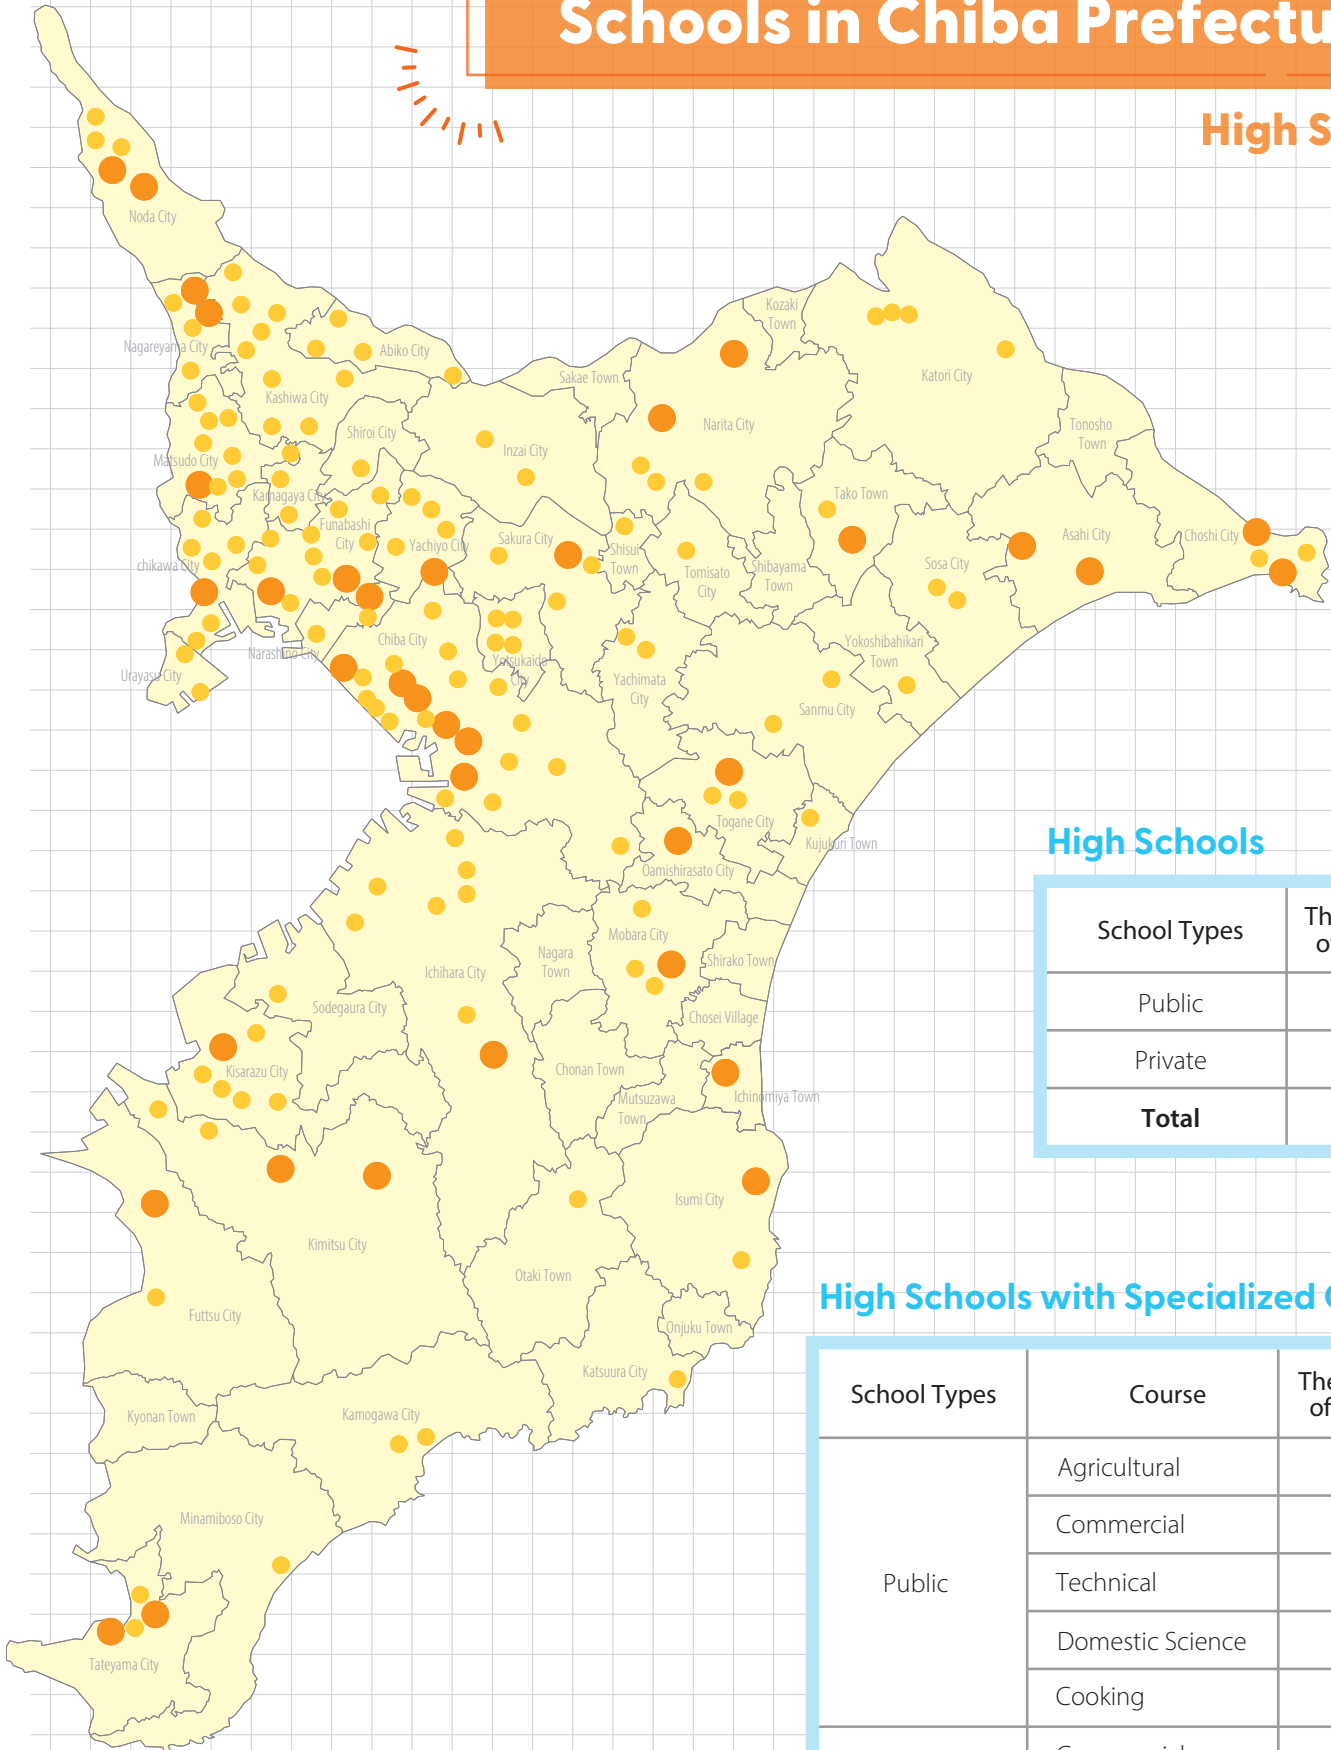 Schools in Chiba Prefectu
High S
Noda City
Nagareyama City
Abiko City
Kashiwa City
Shiroi City
Matsudo City
Kamagaya City
Funabashi
City
Yachiyo City
chikawa City
Narashino City
Urayasu City
Chiba City
Yotsukaido
City
Inzai City
Sakae Town
Kozaki
Town
Narita City
Katori City
Tonosho
Town
Sakura City
Shisui
Town
Tomisato
City
Shibayama
Town
Tako Town
Sosa City
Asahi City
Choshi City
Yachimata
City
Yokoshibahikari
Town
Sanmu City
Togane City
Kujukuri Town
Oamishirasato City
Mobara City
Shirako Town
Nagara
Town
Ichihara City
Chosei Village
Chonan Town
Mutsuzawa
Town
Ichinomiya Town
Sodegaura City
Kisarazu City
Isumi City
Kimitsu City
Otaki Town
Futtsu City
Onjuku Town
Katsuura City
Kyonan Town
Kamogawa City
Minamiboso City
Tateyama City
High Schools
School Types
Th
o
Public
Private
Total
High Schools with Specialized
School Types
Course
The
of
Public
Agricultural
Commercial
Technical
Domestic Science
Cooking